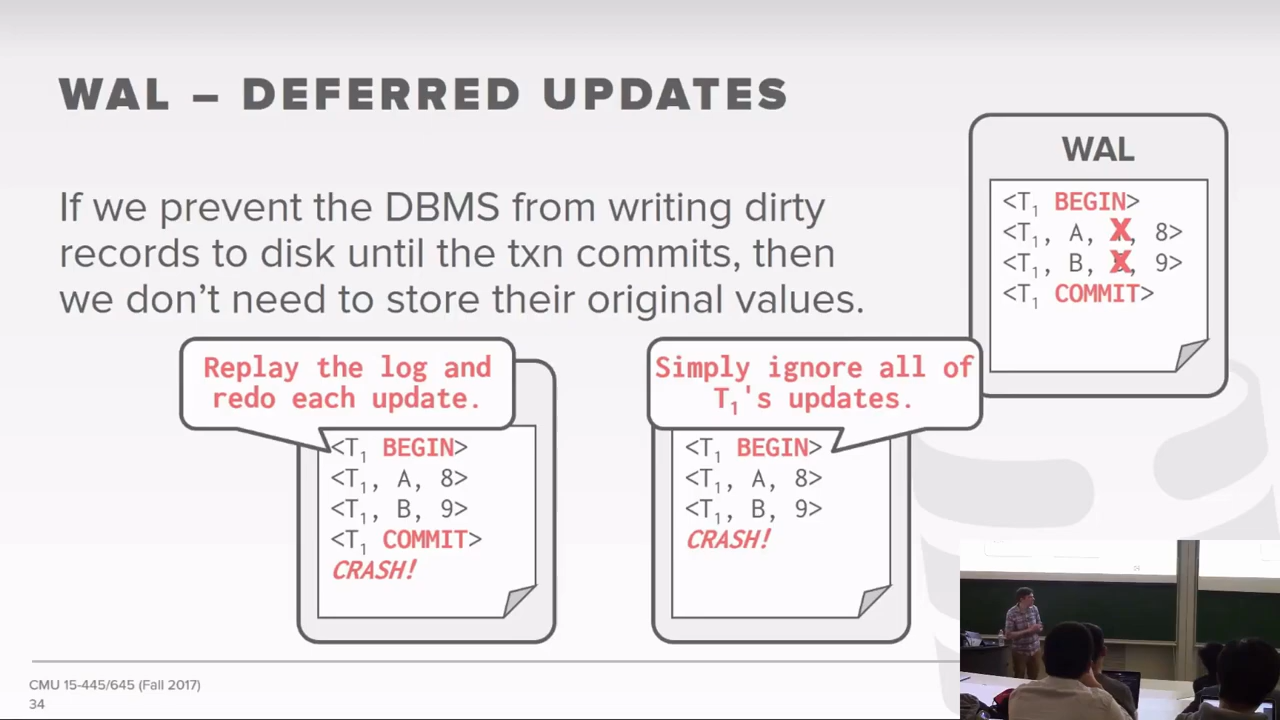 WAL – DEFERRED UPDATES
If we prevent the DBMS from writing dirty
records to disk until the txn commits, then
we don't need to store their original values.
WAL
<T1 BEGIN>
<T1, A, X, 8>
<T1, B, X, 9>
<T1 COMMIT>
Replay the log and
redo each update.
<T1 BEGIN>
<T1, A, 8>
<T1, B, 9>
<T1 COMMIT>
CRASH!
Simply ignore all of
T1's updates.
<T1 BEGIN>
<T1, A, 8>
<T1, B, 9>
CRASH!
CMU 15-445/645 (Fall 2017)
34